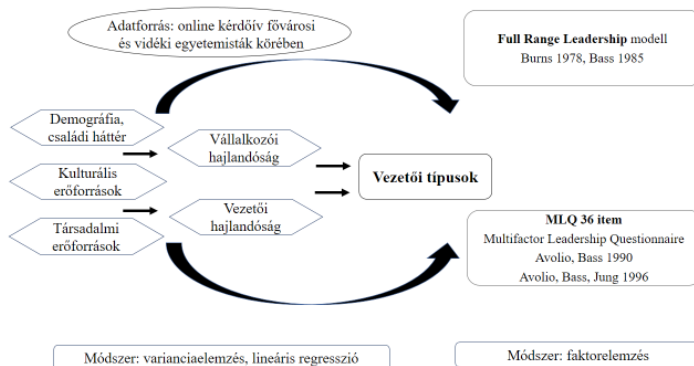 Adatforrás: online kérdőív fővárosi
és vidéki egyetemisták körében
Full Range Leadership modell
Burns 1978, Bass 1985
Demográfia,
családi háttér
Kulturális
erőforrások
Társadalmi
erőforrások
Vállalkozói
hajlandóság
Vezetői
hajlandóság
Vezetői típusok
MLQ 36 item
Multifactor Leadership Questionnaire
Avolio, Bass 1990
Avolio, Bass, Jung 1996
Módszer: varianciaelemzés, lineáris regresszió
Módszer: faktorelemzés